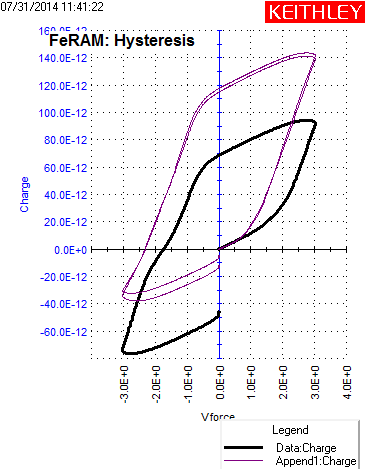 07/31/2014 11:41:22
KEITHLEY
FeRAM: Hysteresis
160.0E-12
140.0E-12
120.0E-12
100.0E-12
80.0E-12
60.0E-12
40.0E-12
20.0E-12
0.0E+0
-20.0E-12
-40.0E-12
-60.0E-12
Charge
-3.0E+0
-2.0E+0
-1.0E+0
0.0E+0
1.0E+0
2.0E+0
3.0E+0
4.0E+0
Vforce
Legend
Data:Charge
Append1:Charge